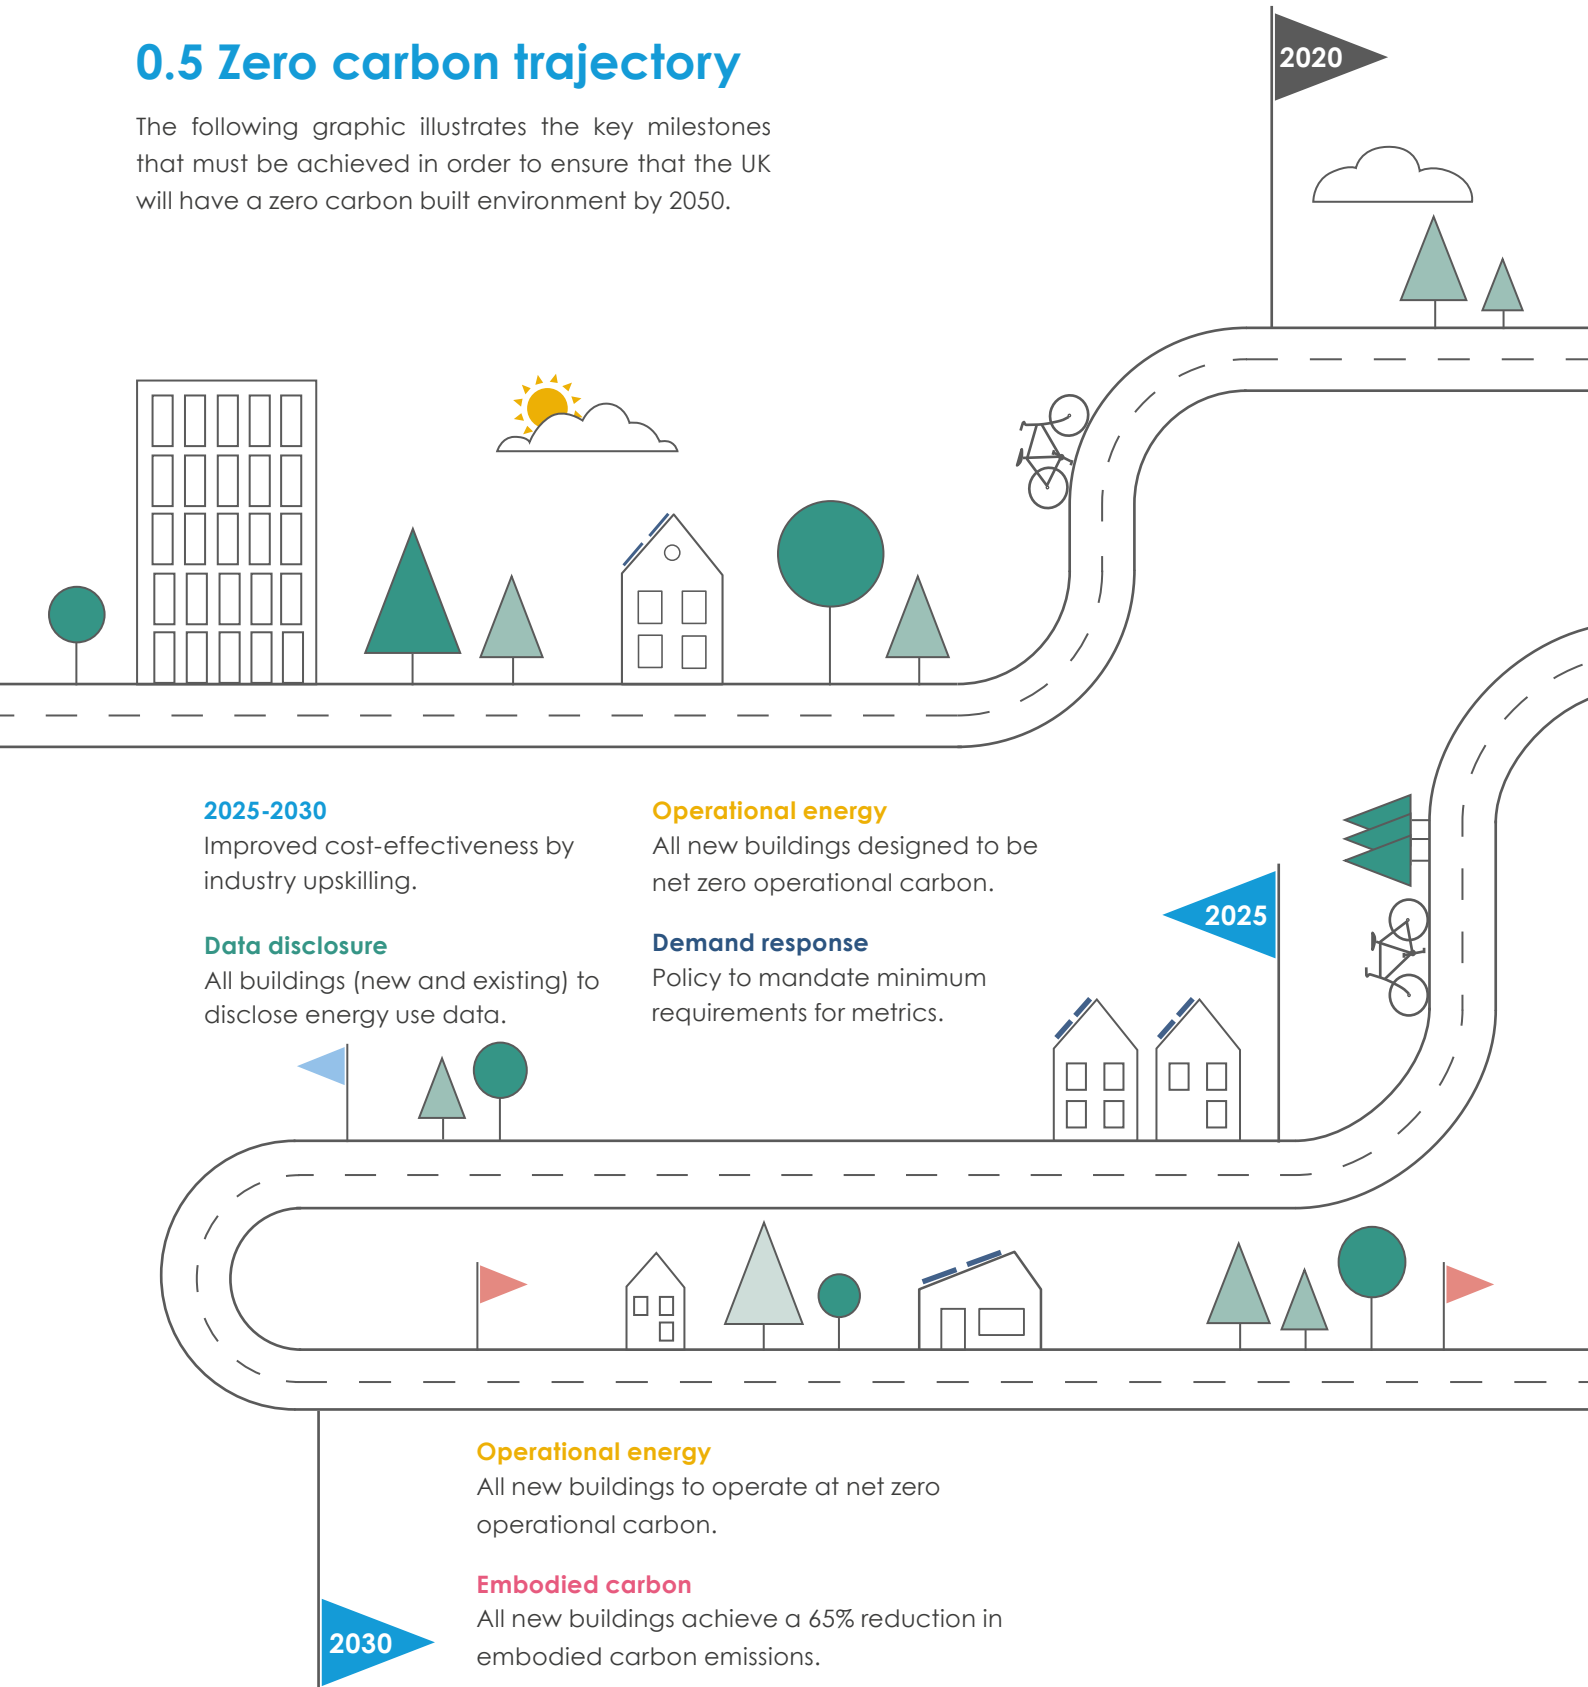 0.5 Zero carbon trajectory
The following graphic illustrates the key milestones
that must be achieved in order to ensure that the UK
will have a zero carbon built environment by 2050.
2020
2025-2030
Improved cost-effectiveness by
industry upskilling.
Data disclosure
All buildings (new and existing) to
disclose energy use data.
Operational energy
All new buildings designed to be
net zero operational carbon.
Demand response
Policy to mandate minimum
requirements for metrics.
2025
Operational energy
All new buildings to operate at net zero
operational carbon.
Embodied carbon
All new buildings achieve a 65% reduction in
embodied carbon emissions.
2030